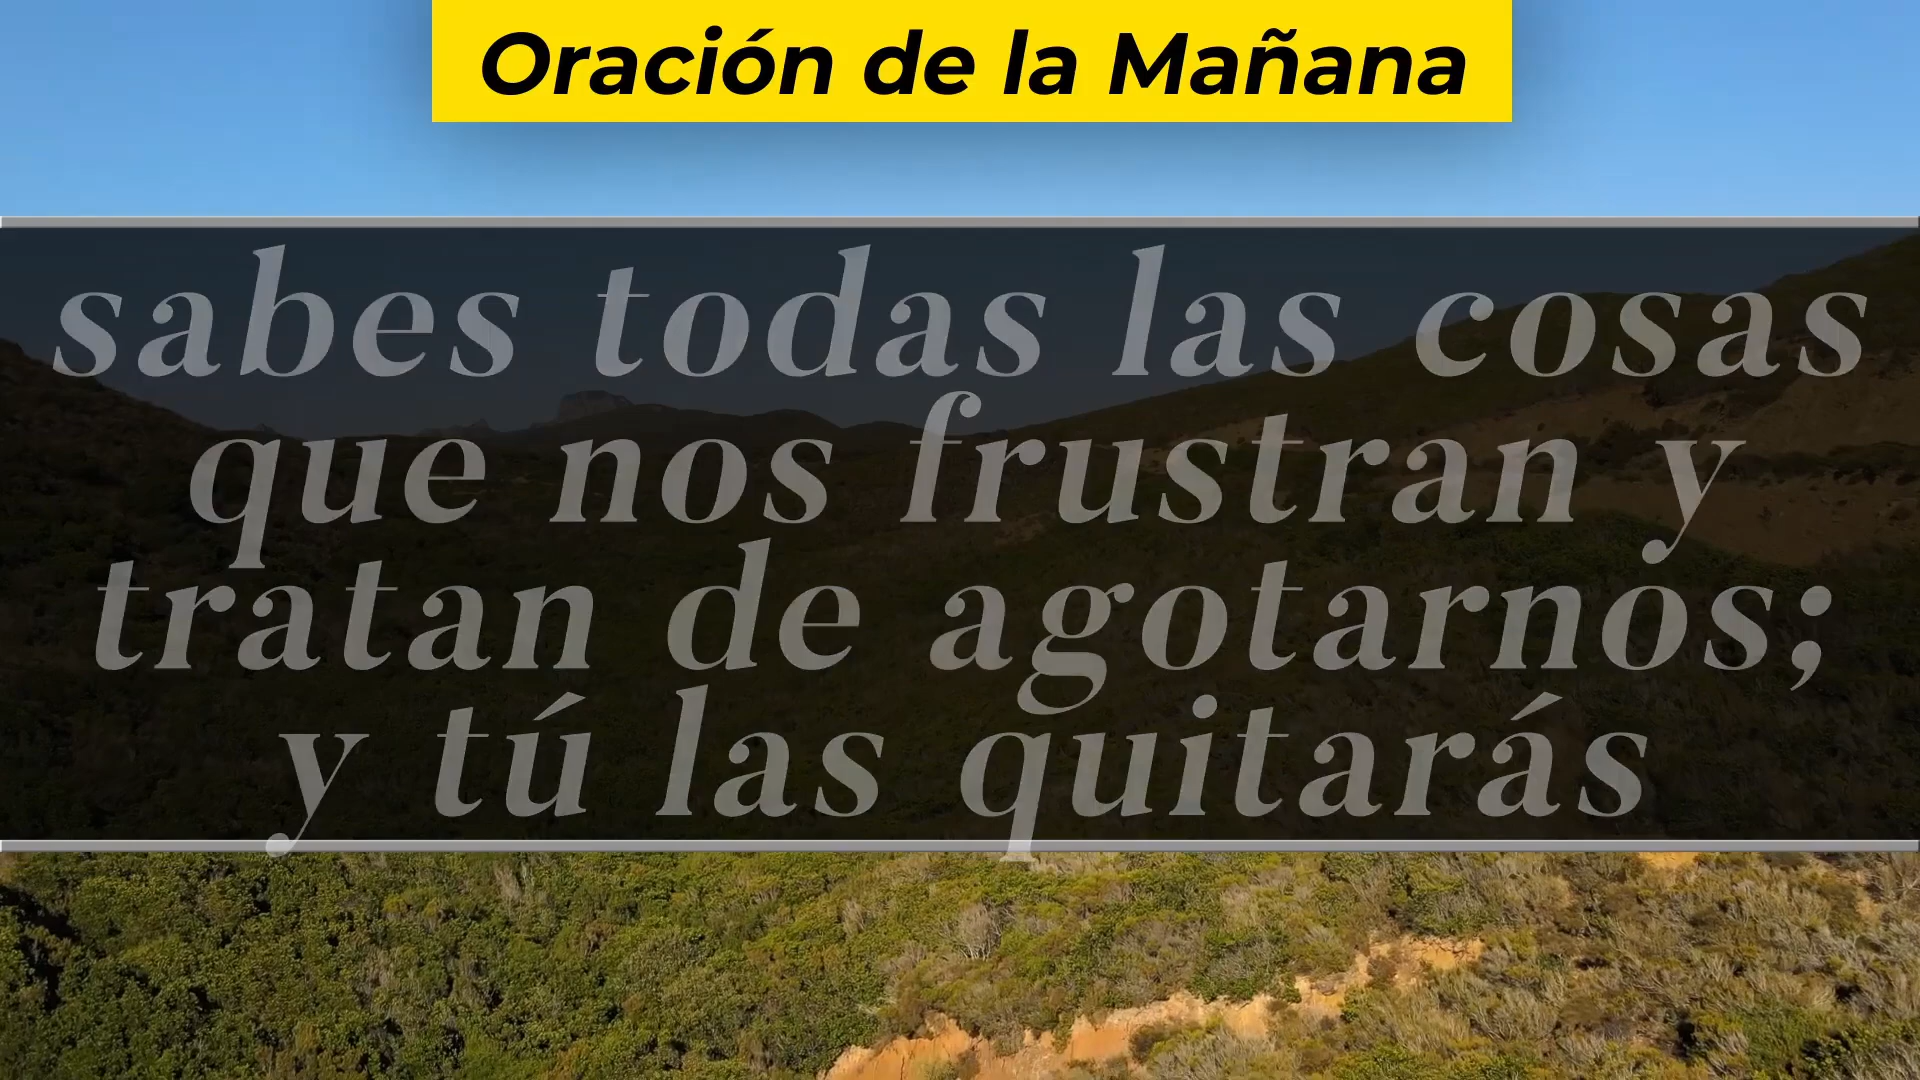 Oración de la Mañana
sabes todas las cosas
que nos frustran y
tratan de agotarnos;
y tú las quitarás